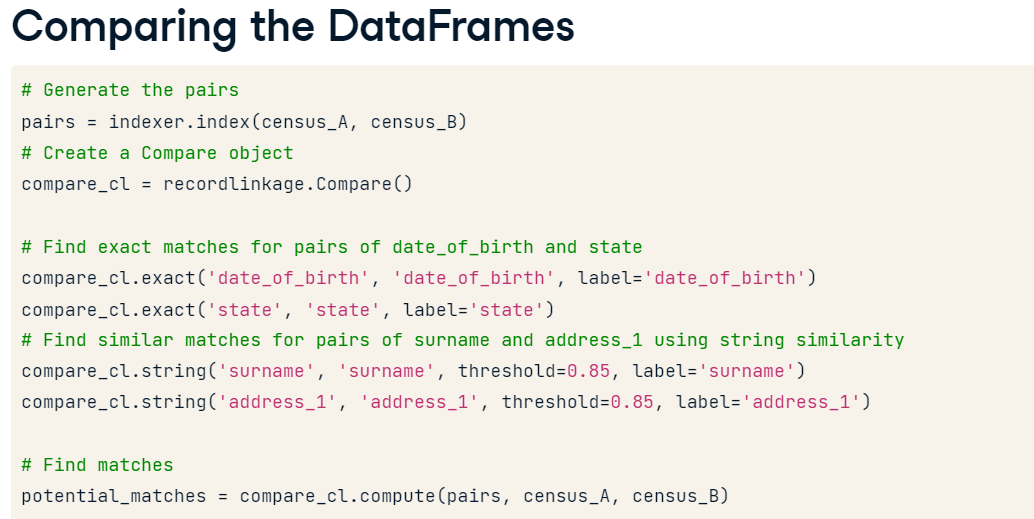 Comparing the DataFrames
# Generate the pairs
pairs = indexer.index(census_A, census_B)
# Create a Compare object
compare_cl = recordlinkage.Compare()
# Find exact matches for pairs of date_of_birth and state
compare_cl.exact('date_of_birth', 'date_of_birth', label='date_of_birth')
compare_cl.exact('state', 'state', label='state')
# Find similar matches for pairs of surname and address_1 using string similarity
compare_cl.string('surname', 'surname', threshold=0.85, label='surname')
compare_cl.string('address_1', 'address_1', threshold=0.85, label='address_1')
# Find matches
potential_matches = compare_cl.compute(pairs, census_A, census_B)